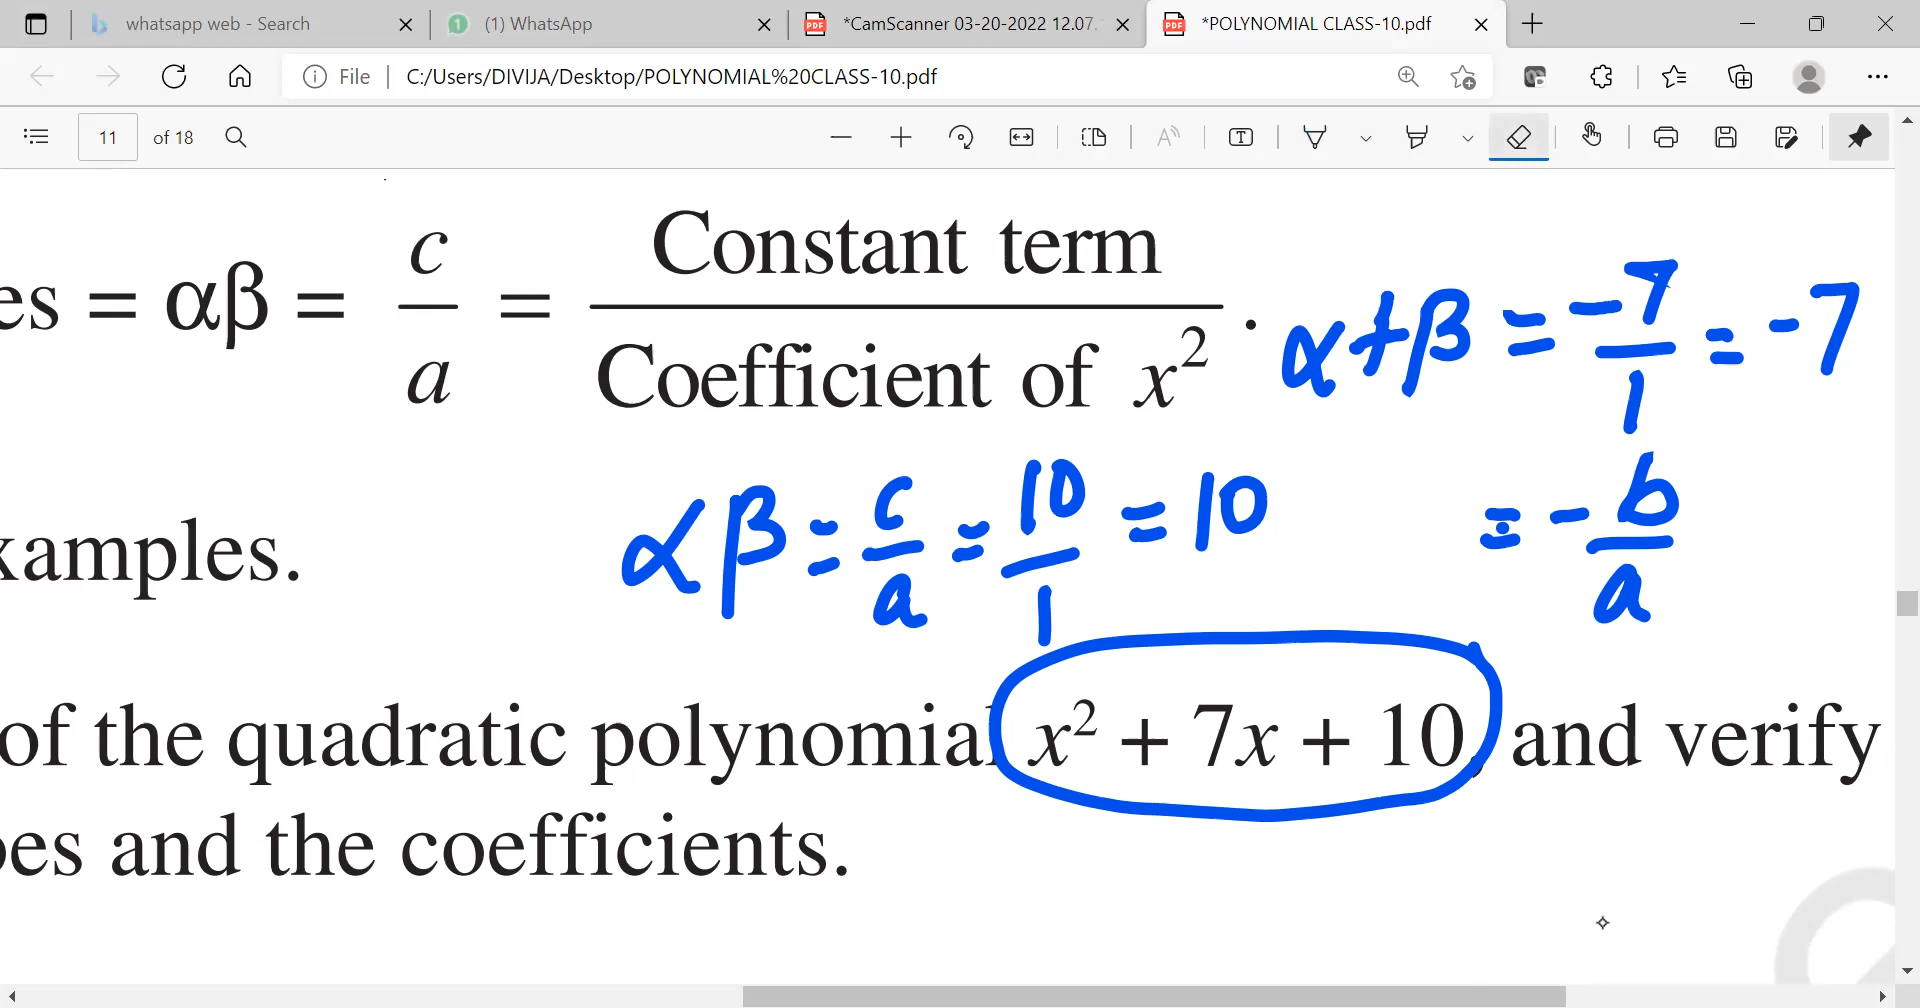 whatsapp web - Search
(1) WhatsApp
*CamScanner 03-20-2022 12.07.
*POLYNOMIAL CLASS-10.pdf
File
C:/Users/DIVIJA/Desktop/POLYNOMIAL%20CLASS-10.pdf
11 of 18
es = αβ = c/a = Constant term / Coefficient of x² .
α+β = -7/1 = -7
αβ = c/a = 10/1 = 10
= -b/a
xamples.
of the quadratic polynomial x² + 7x + 10, and verify
oes and the coefficients.